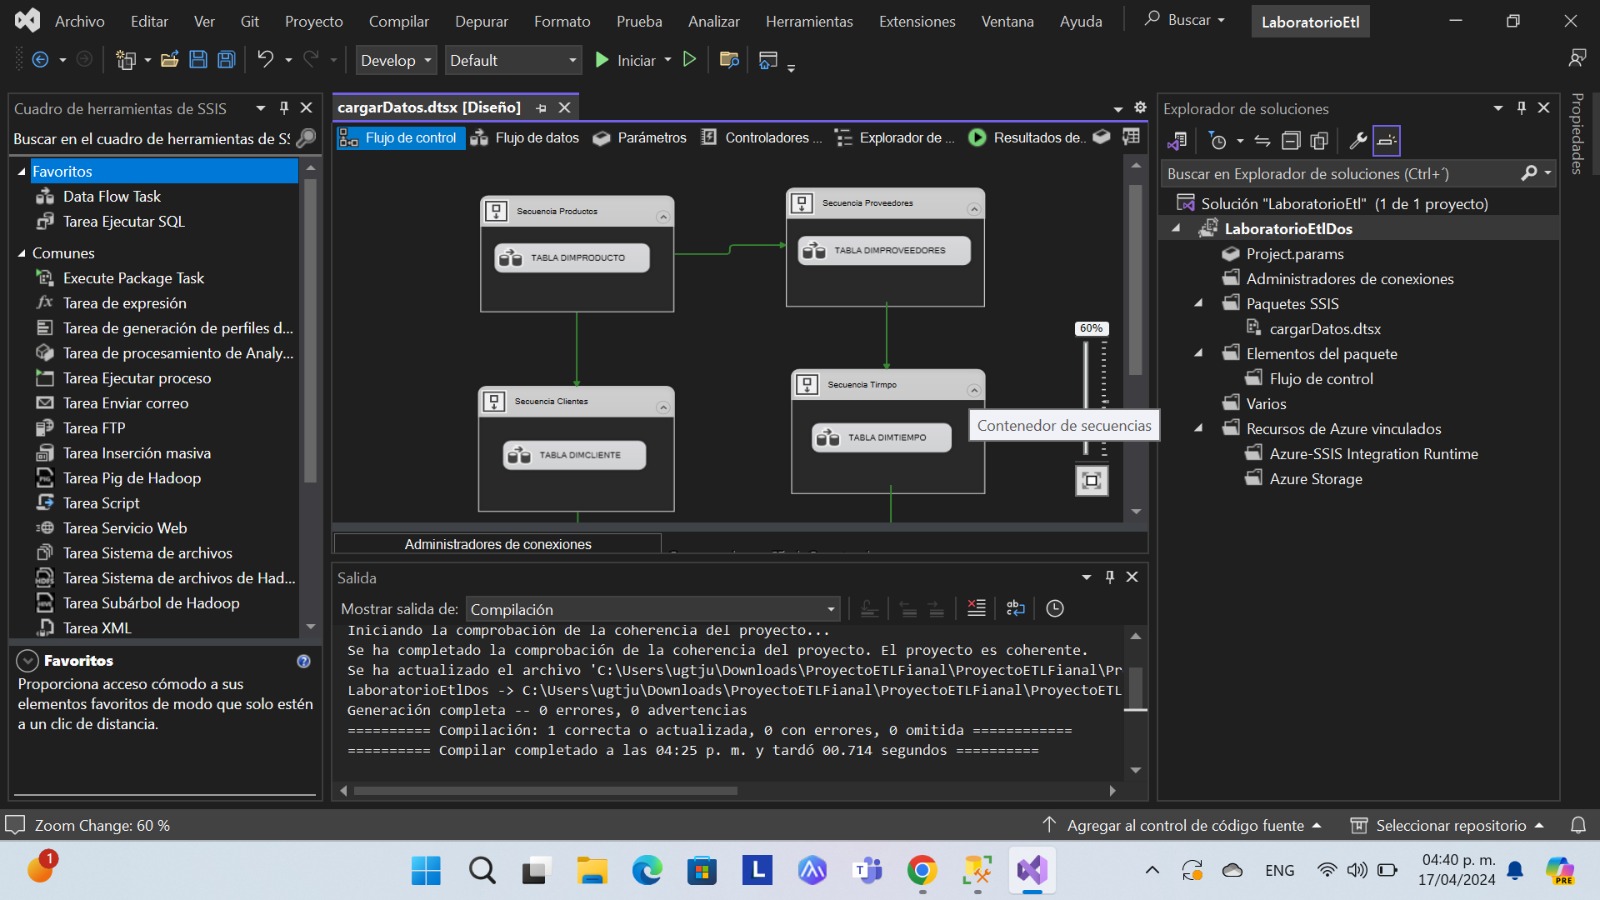 Archivo Editar Ver Git Proyecto Compilar Depurar Formato Prueba Analizar Herramientas Extensiones Ventana Ayuda Buscar LaboratorioEtl
Develop Default Iniciar
Cuadro de herramientas de SSIS
Buscar en el cuadro de herramientas de SS
Favoritos
Data Flow Task
Tarea Ejecutar SQL
Comunes
Execute Package Task
Tarea de expresión
Tarea de generación de perfiles d...
Tarea de procesamiento de Analy...
Tarea Ejecutar proceso
Tarea Enviar correo
Tarea FTP
Tarea Inserción masiva
Tarea Pig de Hadoop
Tarea Script
Tarea Servicio Web
Tarea Sistema de archivos
Tarea Sistema de archivos de Had...
Tarea Subárbol de Hadoop
Tarea XML
Favoritos
Proporciona acceso cómodo a sus
elementos favoritos de modo que solo estén
a un clic de distancia.
cargarDatos.dtsx [Diseño]
Flujo de control Flujo de datos Parámetros Controladores ... Explorador de ... Resultados de..
Secuencia Productos
TABLA DIMPRODUCTO
Secuencia Proveedores
TABLA DIMPROVEEDORES
Secuencia Clientes
TABLA DIMCLIENTE
Secuencia Tirmpo
TABLA DIMTIEMPO
60%
Contenedor de secuencias
Administradores de conexiones
Salida
Mostrar salida de: Compilación
Iniciando la comprobación de la coherencia del proyecto...
Se ha completado la comprobación de la coherencia del proyecto. El proyecto es coherente.
Se ha actualizado el archivo 'C:\Users\ugtju\Downloads\ProyectoETLFianal\ProyectoETLFianal\Pr
LaboratorioEtlDos -> C:\Users\ugtju\Downloads\ProyectoETLFianal\ProyectoETLFianal\ProyectoETL
Generación completa -- 0 errores, 0 advertencias
========== Compilación: 1 correcta o actualizada, 0 con errores, 0 omitida ============
========== Compilar completado a las 04:25 p. m. y tardó 00.714 segundos ==========
Explorador de soluciones
Buscar en Explorador de soluciones (Ctrl+´)
Solución "LaboratorioEtl" (1 de 1 proyecto)
LaboratorioEtlDos
Project.params
Administradores de conexiones
Paquetes SSIS
cargarDatos.dtsx
Elementos del paquete
Flujo de control
Varios
Recursos de Azure vinculados
Azure-SSIS Integration Runtime
Azure Storage
Propiedades
Zoom Change: 60 %
Agregar al control de código fuente
Seleccionar repositorio
1
L
T
ENG
04:40 p. m.
17/04/2024
PRE